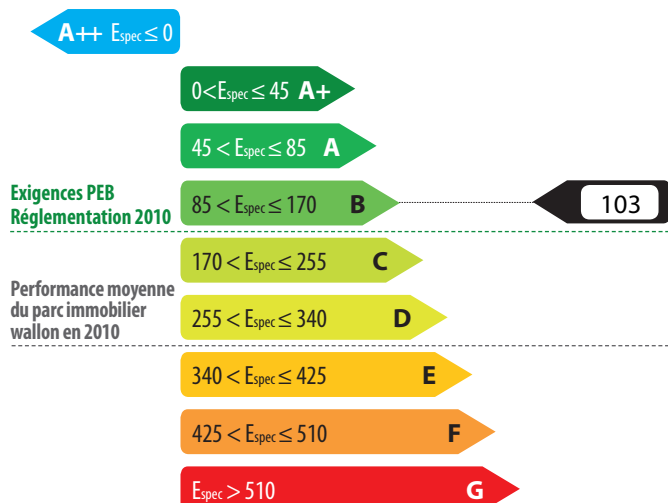 A++ Espec ≤ 0
0<Espec ≤ 45 A+
45 < Espec ≤ 85 A
Exigences PEB
Réglementation 2010
85 < Espec ≤ 170 B
103
170 < Espec ≤ 255 C
Performance moyenne
du parc immobilier
wallon en 2010
255 < Espec ≤ 340 D
340 < Espec ≤ 425 E
425 < Espec ≤ 510 F
Espec > 510 G